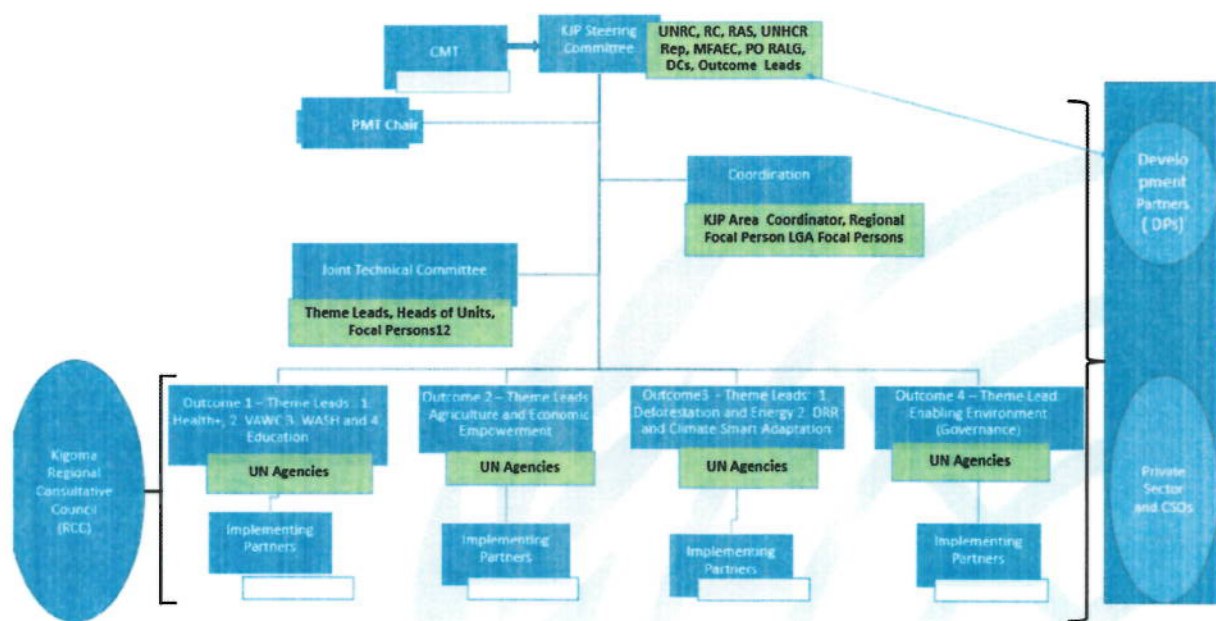 CMT
KJP Steering
Committee
UNRC, RC, RAS, UNHCR
Rep, MFAEC, PO RALG,
DCs, Outcome Leads
PMT Chair
Coordination
KJP Area Coordinator, Regional
Focal Person LGA Focal Persons
Joint Technical Committee
Theme Leads, Heads of Units,
Focal Persons12
Develo
pment
Partners
( DPs)
Outcome 1 – Theme Leads : 1.
Health+, 2. VAWC 3. WASH and 4.
Education
UN Agencies
Implementing
Partners
Outcome 2 – Theme Leads:
Agriculture and Economic
Empowerment
UN Agencies
Implementing
Partners
Outcome3 - Theme Leads: 1.
Deforestation and Energy 2. DRR
and Climate Smart Adaptation
UN Agencies
Implementing
Partners
Outcome 4 – Theme Lead:
Enabling Environment
(Governance)
UN Agencies
Implementing
Partners
Kigoma
Regional
Consultative
Council
(RCC)
Private
Sector
and CSOs